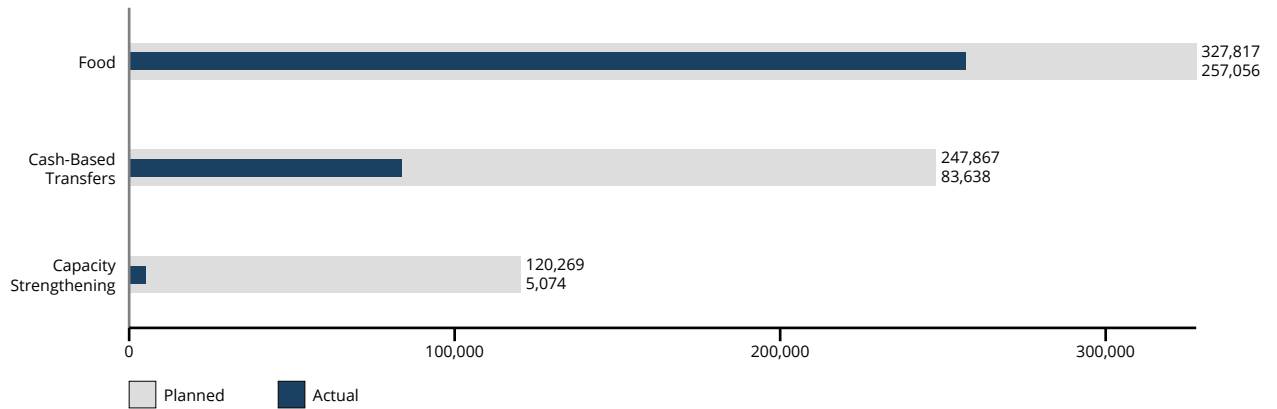 Food
327,817
257,056
Cash-Based
Transfers
247,867
83,638
Capacity
Strengthening
120,269
5,074
0 100,000 200,000 300,000
Planned Actual